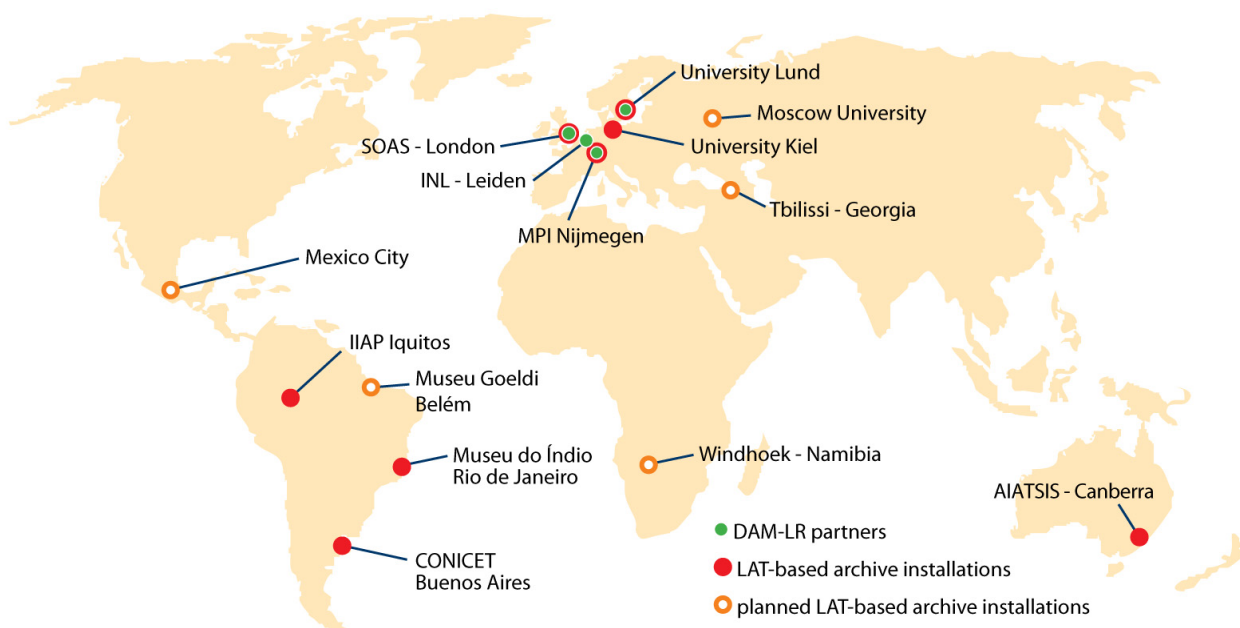 University Lund
Moscow University
SOAS - London
University Kiel
INL - Leiden
Tbilissi - Georgia
MPI Nijmegen
Mexico City
IIAP Iquitos
Museu Goeldi
Belém
Museu do Índio
Rio de Janeiro
Windhoek - Namibia
AIATSIS - Canberra
CONICET
Buenos Aires
DAM-LR partners
LAT-based archive installations
planned LAT-based archive installations